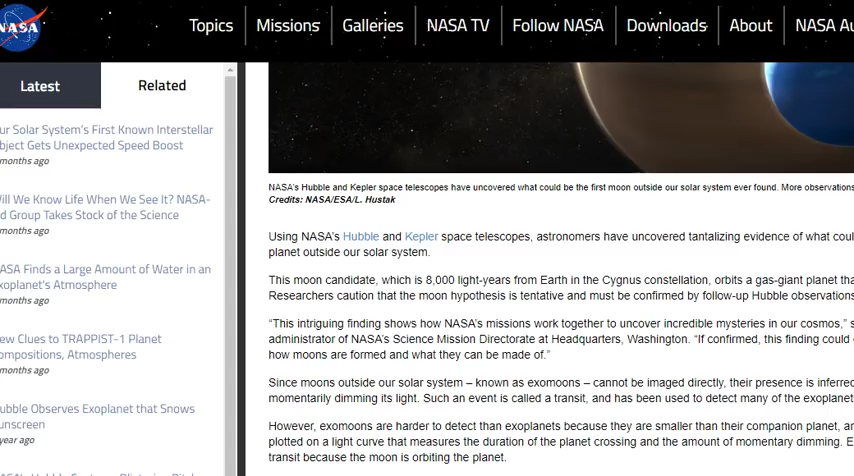 NASA
Topics
Missions
Galleries
NASA TV
Follow NASA
Downloads
About
NASA Au
Latest
Related
ur Solar System's First Known Interstellar
bject Gets Unexpected Speed Boost
months ago
ill We Know Life When We See It? NASA-
d Group Takes Stock of the Science
months ago
ASA Finds a Large Amount of Water in an
xoplanet's Atmosphere
months ago
ew Clues to TRAPPIST-1 Planet
ompositions, Atmospheres
months ago
ubble Observes Exoplanet that Snows
unscreen
year ago
NASA's Hubble and Kepler space telescopes have uncovered what could be the first moon outside our solar system ever found. More observations
Credits: NASA/ESA/L. Hustak
Using NASA's Hubble and Kepler space telescopes, astronomers have uncovered tantalizing evidence of what coul
planet outside our solar system.
This moon candidate, which is 8,000 light-years from Earth in the Cygnus constellation, orbits a gas-giant planet tha
Researchers caution that the moon hypothesis is tentative and must be confirmed by follow-up Hubble observations
“This intriguing finding shows how NASA's missions work together to uncover incredible mysteries in our cosmos,” s
administrator of NASA's Science Mission Directorate at Headquarters, Washington. “If confirmed, this finding could
how moons are formed and what they can be made of.”
Since moons outside our solar system – known as exomoons – cannot be imaged directly, their presence is inferred
momentarily dimming its light. Such an event is called a transit, and has been used to detect many of the exoplanet
However, exomoons are harder to detect than exoplanets because they are smaller than their companion planet, an
plotted on a light curve that measures the duration of the planet crossing and the amount of momentary dimming. E
transit because the moon is orbiting the planet.